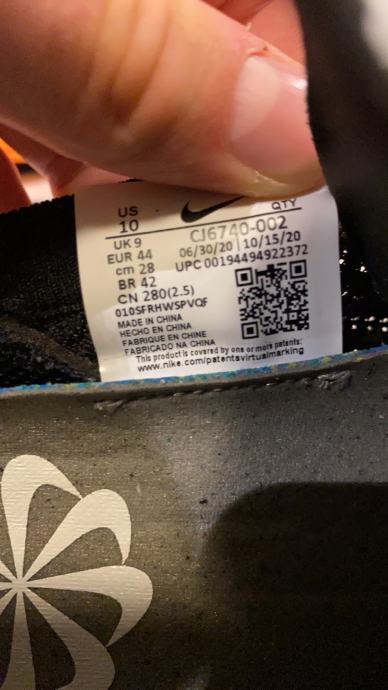 US
10
QTY
UK 9
CJ6740-002
EUR 44
06/30/20 | 10/15/20
cm 28
UPC 00194494922372
BR 42
CN 280(2.5)
010SFRHWSPVQF
MADE IN CHINA
HECHO EN CHINA
FABRIQUE EN CHINE
FABRICADO NA CHINA
This product is covered by one or more patents:
www.nike.com/patentsvirtualmarking